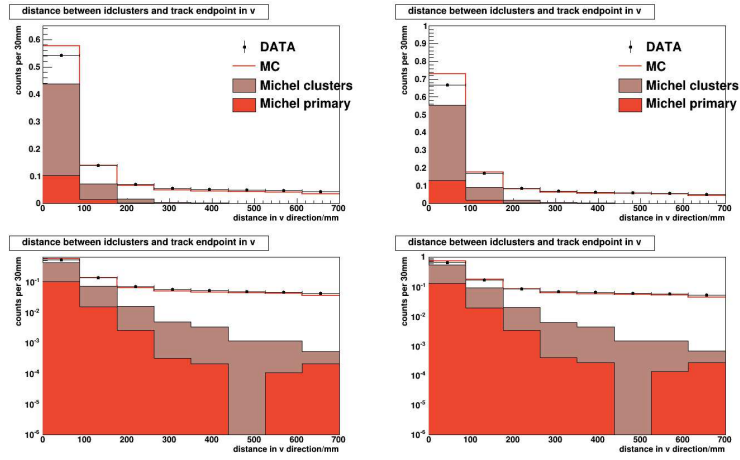 distance between idclusters and track endpoint in v
counts per 30mm
0.6
0.5
0.4
0.3
0.2
0.1
0
DATA
MC
Michel clusters
Michel primary
0 100 200 300 400 500 600 700
distance in v direction/mm
distance between idclusters and track endpoint in v
counts per 30mm
1
0.9
0.8
0.7
0.6
0.5
0.4
0.3
0.2
0.1
0
DATA
MC
Michel clusters
Michel primary
0 100 200 300 400 500 600 700
distance in v direction/mm
distance between idclusters and track endpoint in v
counts per 30mm
10⁻¹
10⁻²
10⁻³
10⁻⁴
10⁻⁵
10⁻⁶
0 100 200 300 400 500 600 700
distance in v direction/mm
distance between idclusters and track endpoint in v
counts per 30mm
1
10⁻¹
10⁻²
10⁻³
10⁻⁴
10⁻⁵
10⁻⁶
0 100 200 300 400 500 600 700
distance in v direction/mm